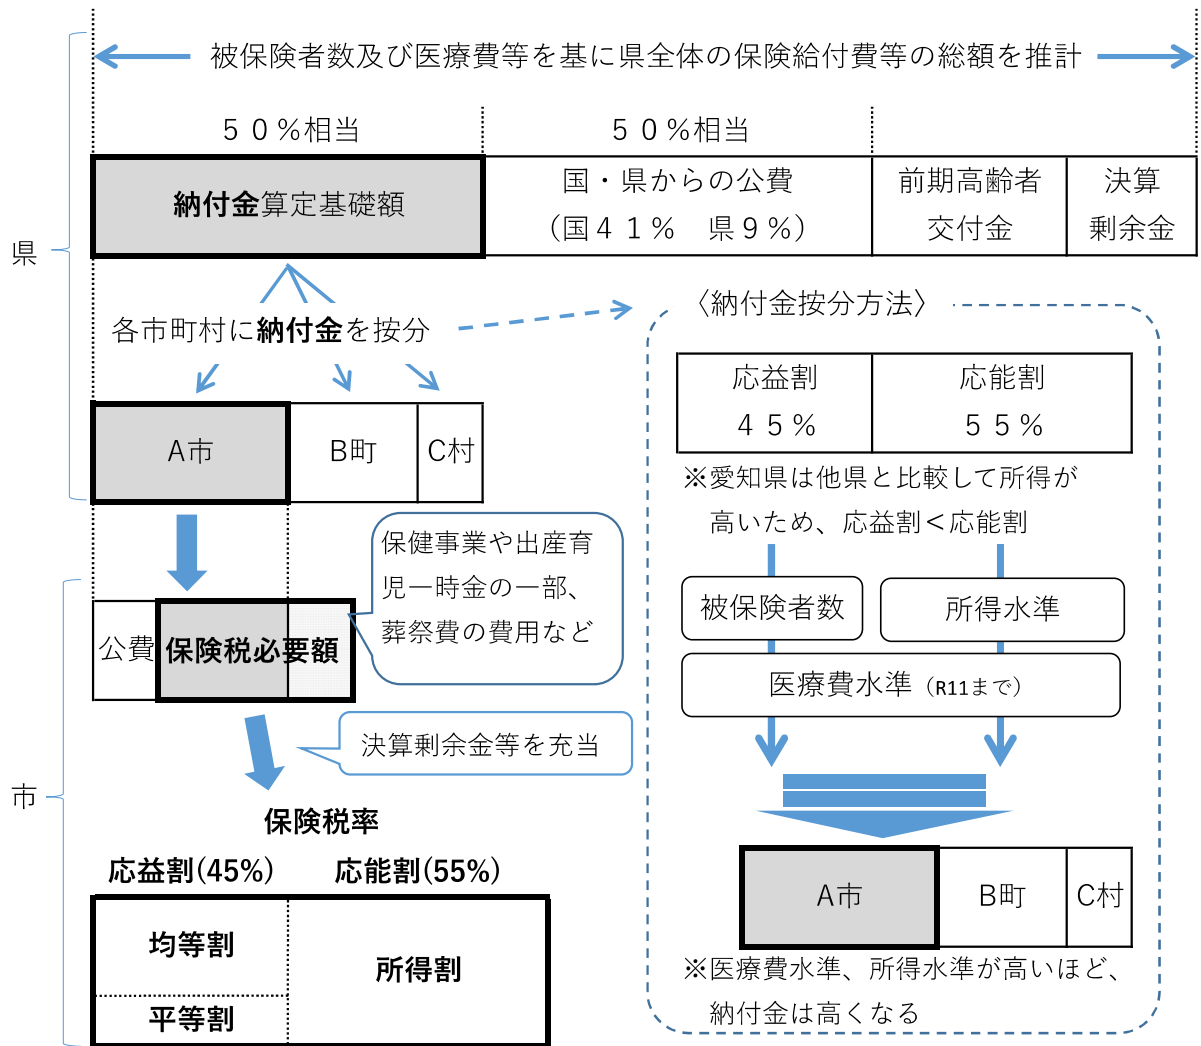 被保険者数及び医療費等を基に県全体の保険給付費等の総額を推計
５０％相当
５０％相当
納付金算定基礎額
国・県からの公費
（国４１％　県９％）
前期高齢者
交付金
決算
剰余金
県
各市町村に納付金を按分
A市
B町
C村
〈納付金按分方法〉
応益割
４５％
応能割
５５％
※愛知県は他県と比較して所得が
高いため、応益割＜応能割
被保険者数
所得水準
医療費水準（R11まで）
A市
B町
C村
※医療費水準、所得水準が高いほど、
納付金は高くなる
保健事業や出産育
児一時金の一部、
葬祭費の費用など
公費
保険税必要額
決算剰余金等を充当
市
保険税率
応益割(45%)
応能割(55%)
均等割
平等割
所得割